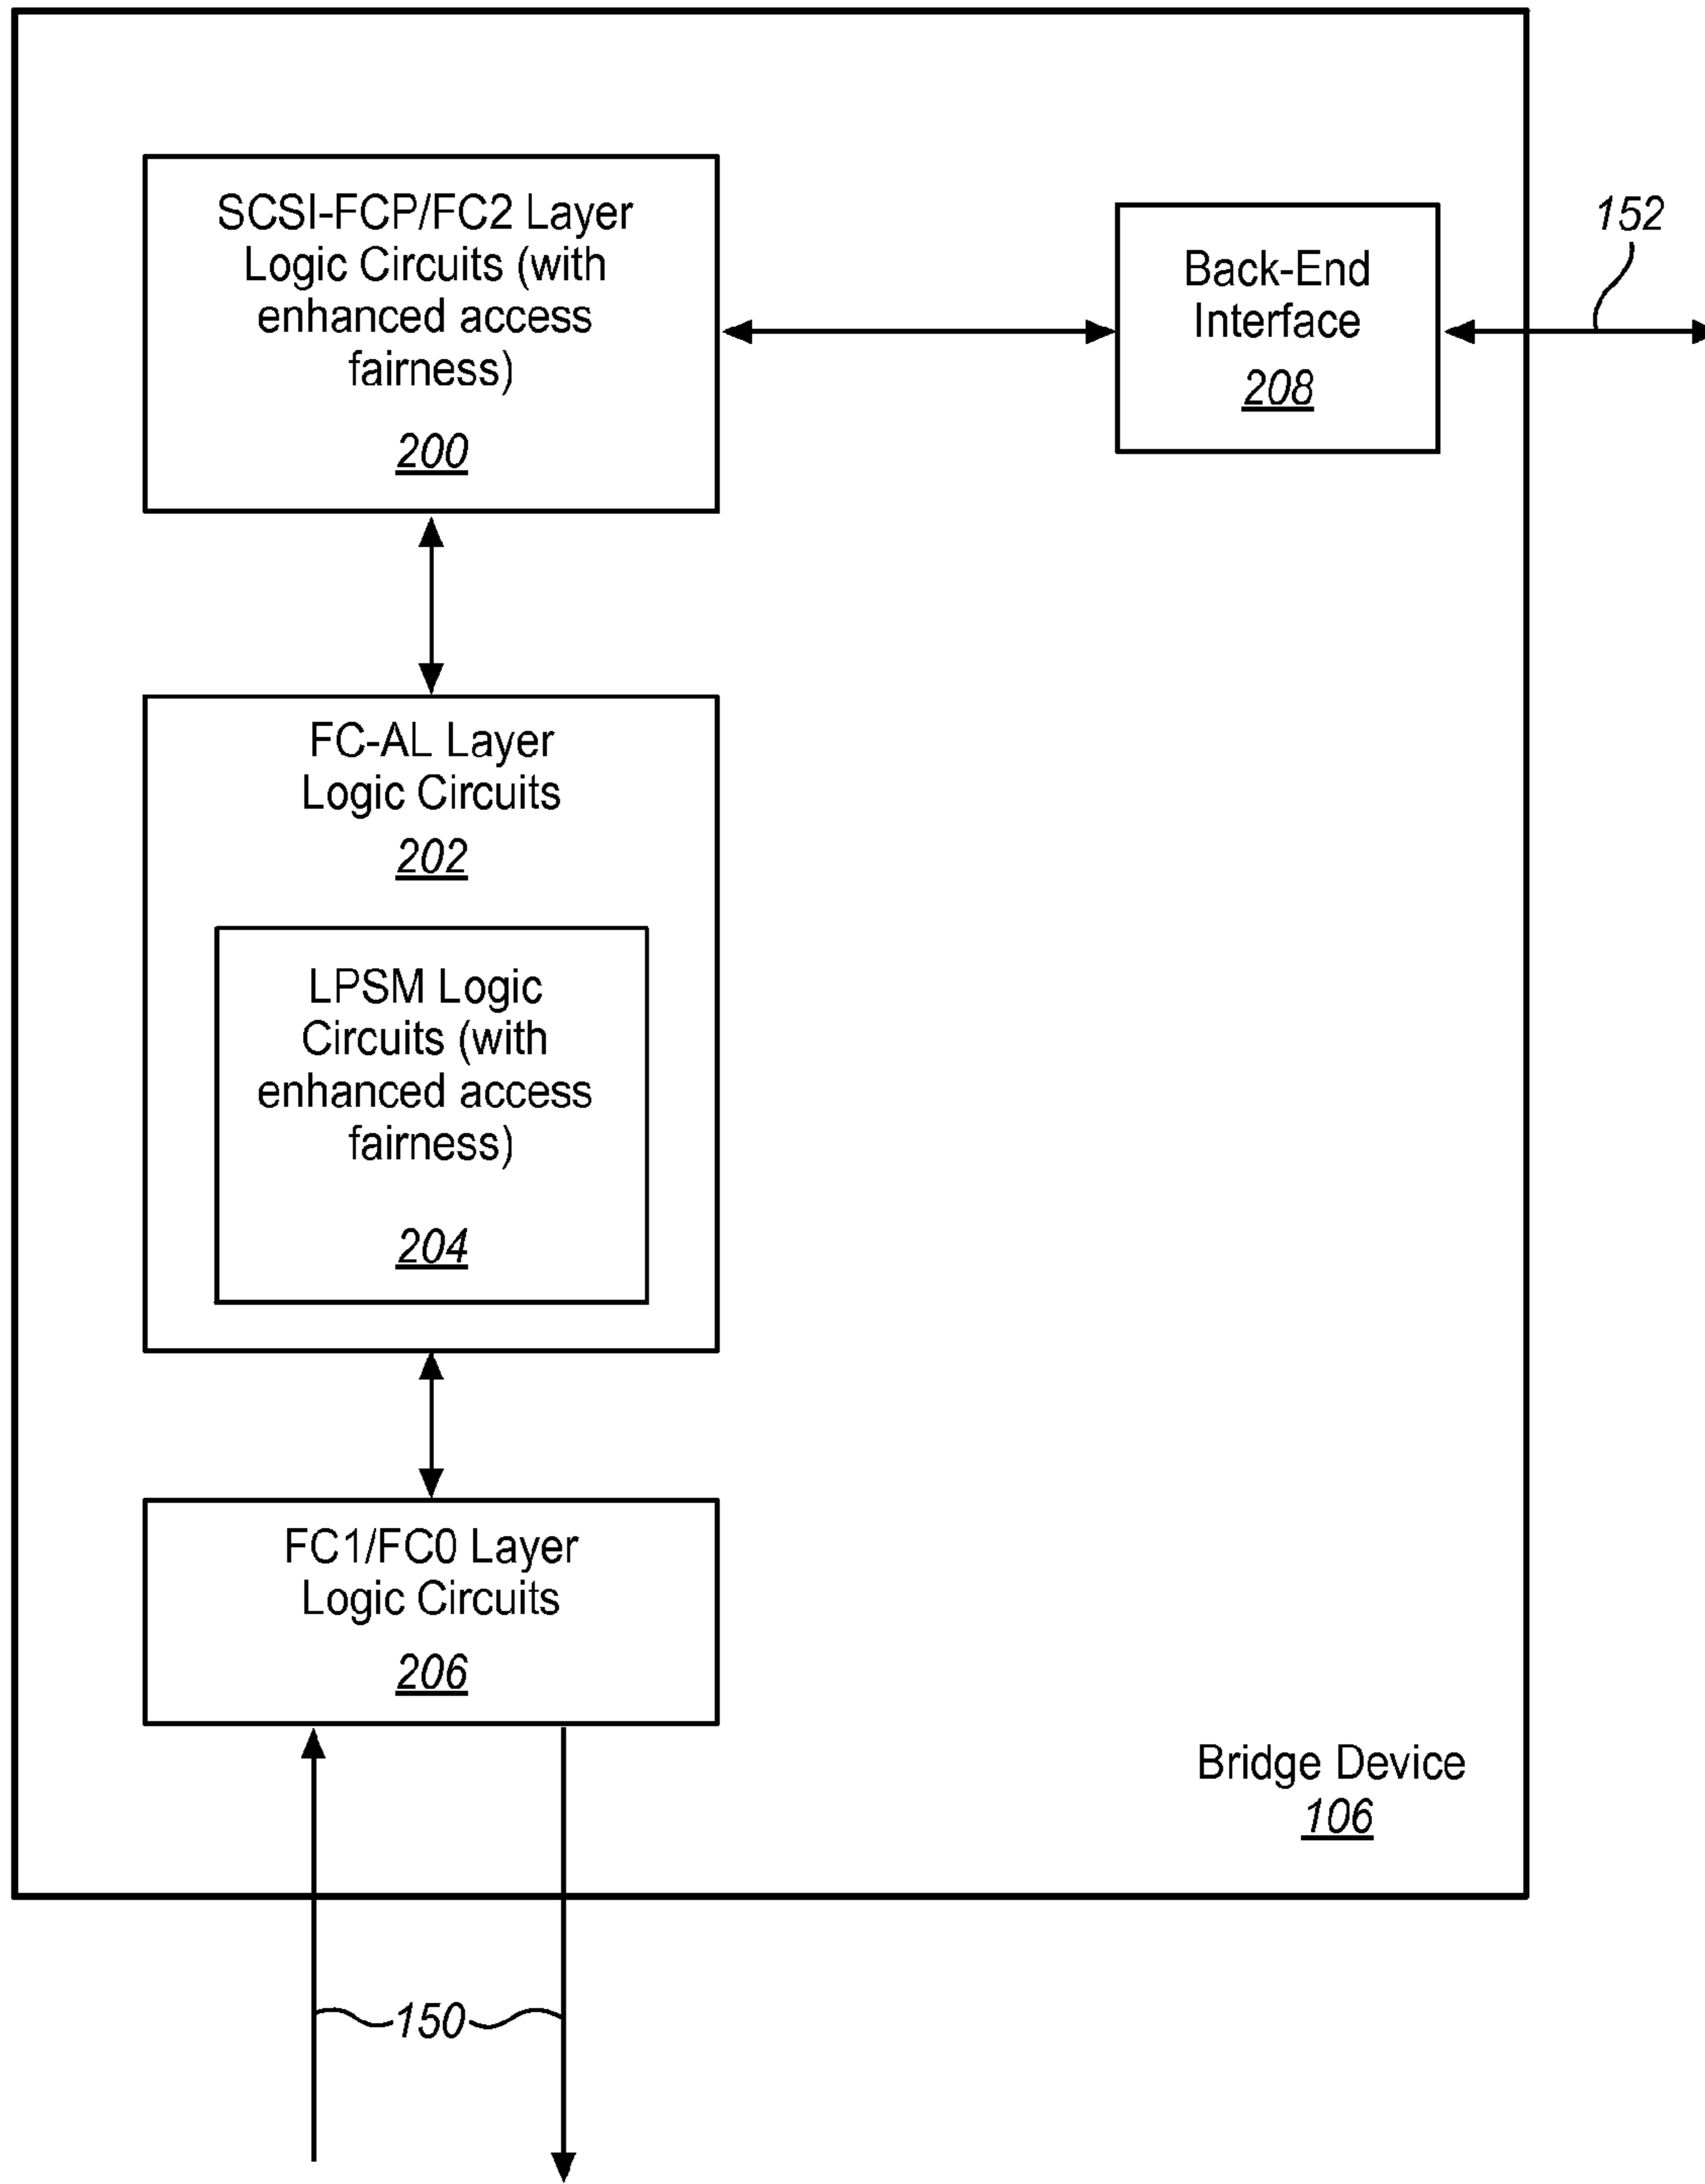 SCSI-FCP/FC2 Layer
Logic Circuits (with
enhanced access
fairness)
200
Back-End
Interface
208
152
FC-AL Layer
Logic Circuits
202
LPSM Logic
Circuits (with
enhanced access
fairness)
204
FC1/FC0 Layer
Logic Circuits
206
Bridge Device
106
150